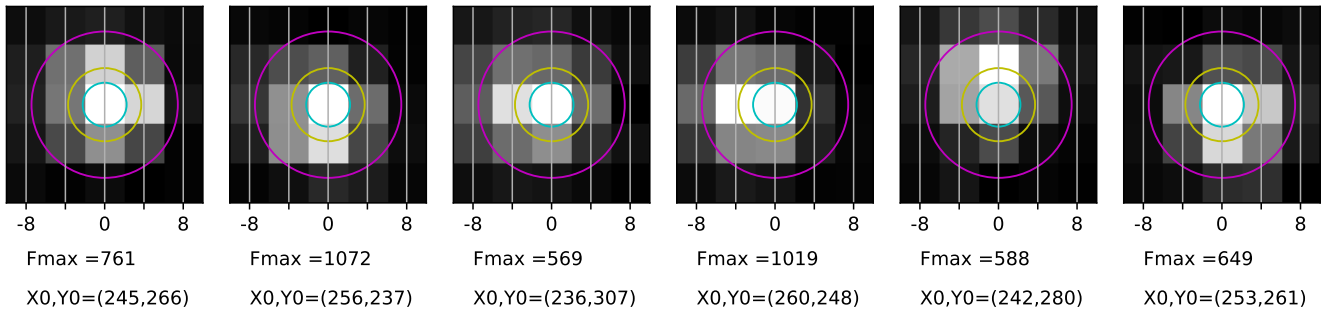 -8 0 8 -8 0 8 -8 0 8 -8 0 8 -8 0 8 -8 0 8
Fmax =761 Fmax =1072 Fmax =569 Fmax =1019 Fmax =588 Fmax =649
X0,Y0=(245,266) X0,Y0=(256,237) X0,Y0=(236,307) X0,Y0=(260,248) X0,Y0=(242,280) X0,Y0=(253,261)